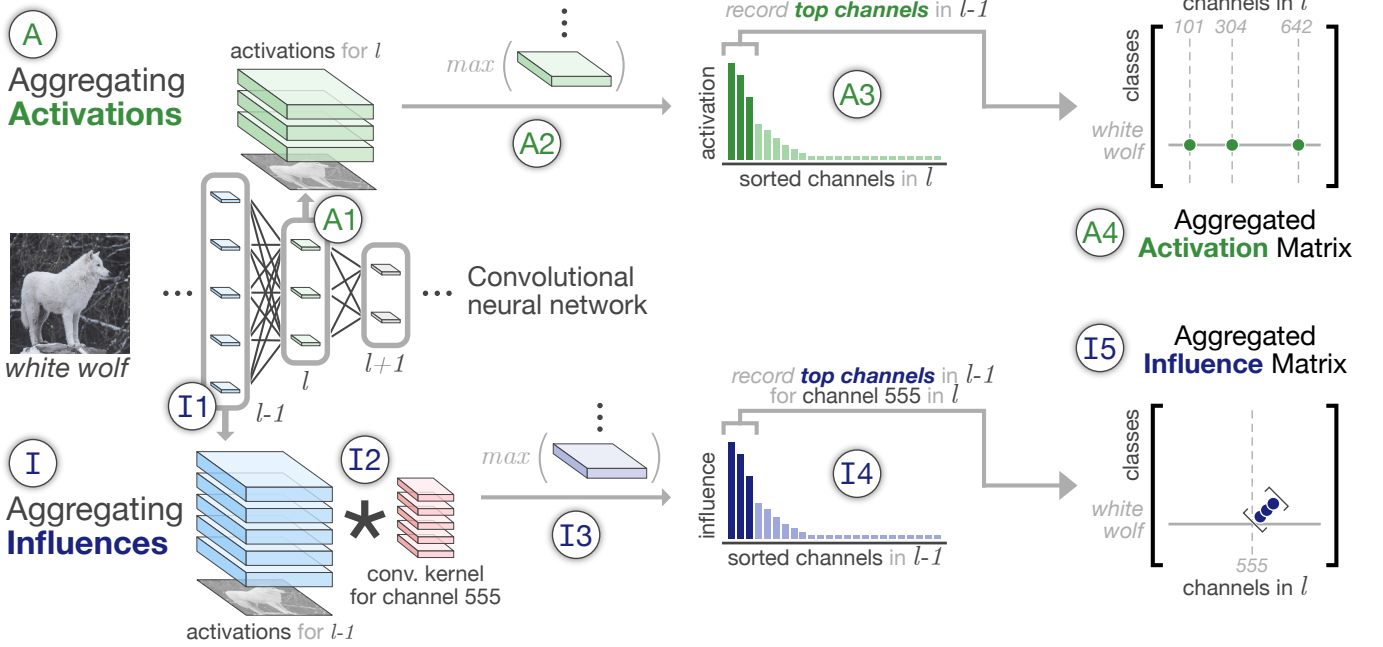 A
Aggregating
Activations
activations for l
max ( )
A2
record top channels in l-1
activation
A3
sorted channels in l
channels in l
101 304 642
classes
white
wolf
A4
Aggregated
Activation Matrix
A1
white wolf
...
l-1
l
l+1
...
Convolutional
neural network
I1
I
Aggregating
Influences
activations for l-1
I2
*
conv. kernel
for channel 555
max ( )
I3
record top channels in l-1
for channel 555 in l
influence
I4
sorted channels in l-1
I5
Aggregated
Influence Matrix
classes
white
wolf
555
channels in l